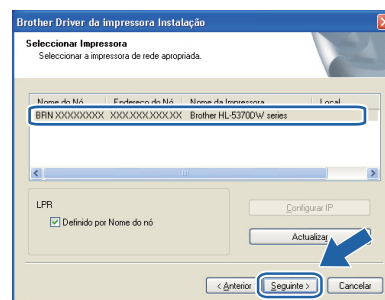 Brother Driver da impressora Instalação
Seleccionar Impressora
Seleccionar a impressora de rede apropriada.
Nome do Nó Endereço do Nó Nome da Impressora Local
BRN XXXXXXXX XXX.XXX.XXX.XX Brother HL-5370DW series
LPR
Definido por Nome do nó
Configurar IP
Actualizar
< Anterior Seguinte > Cancelar